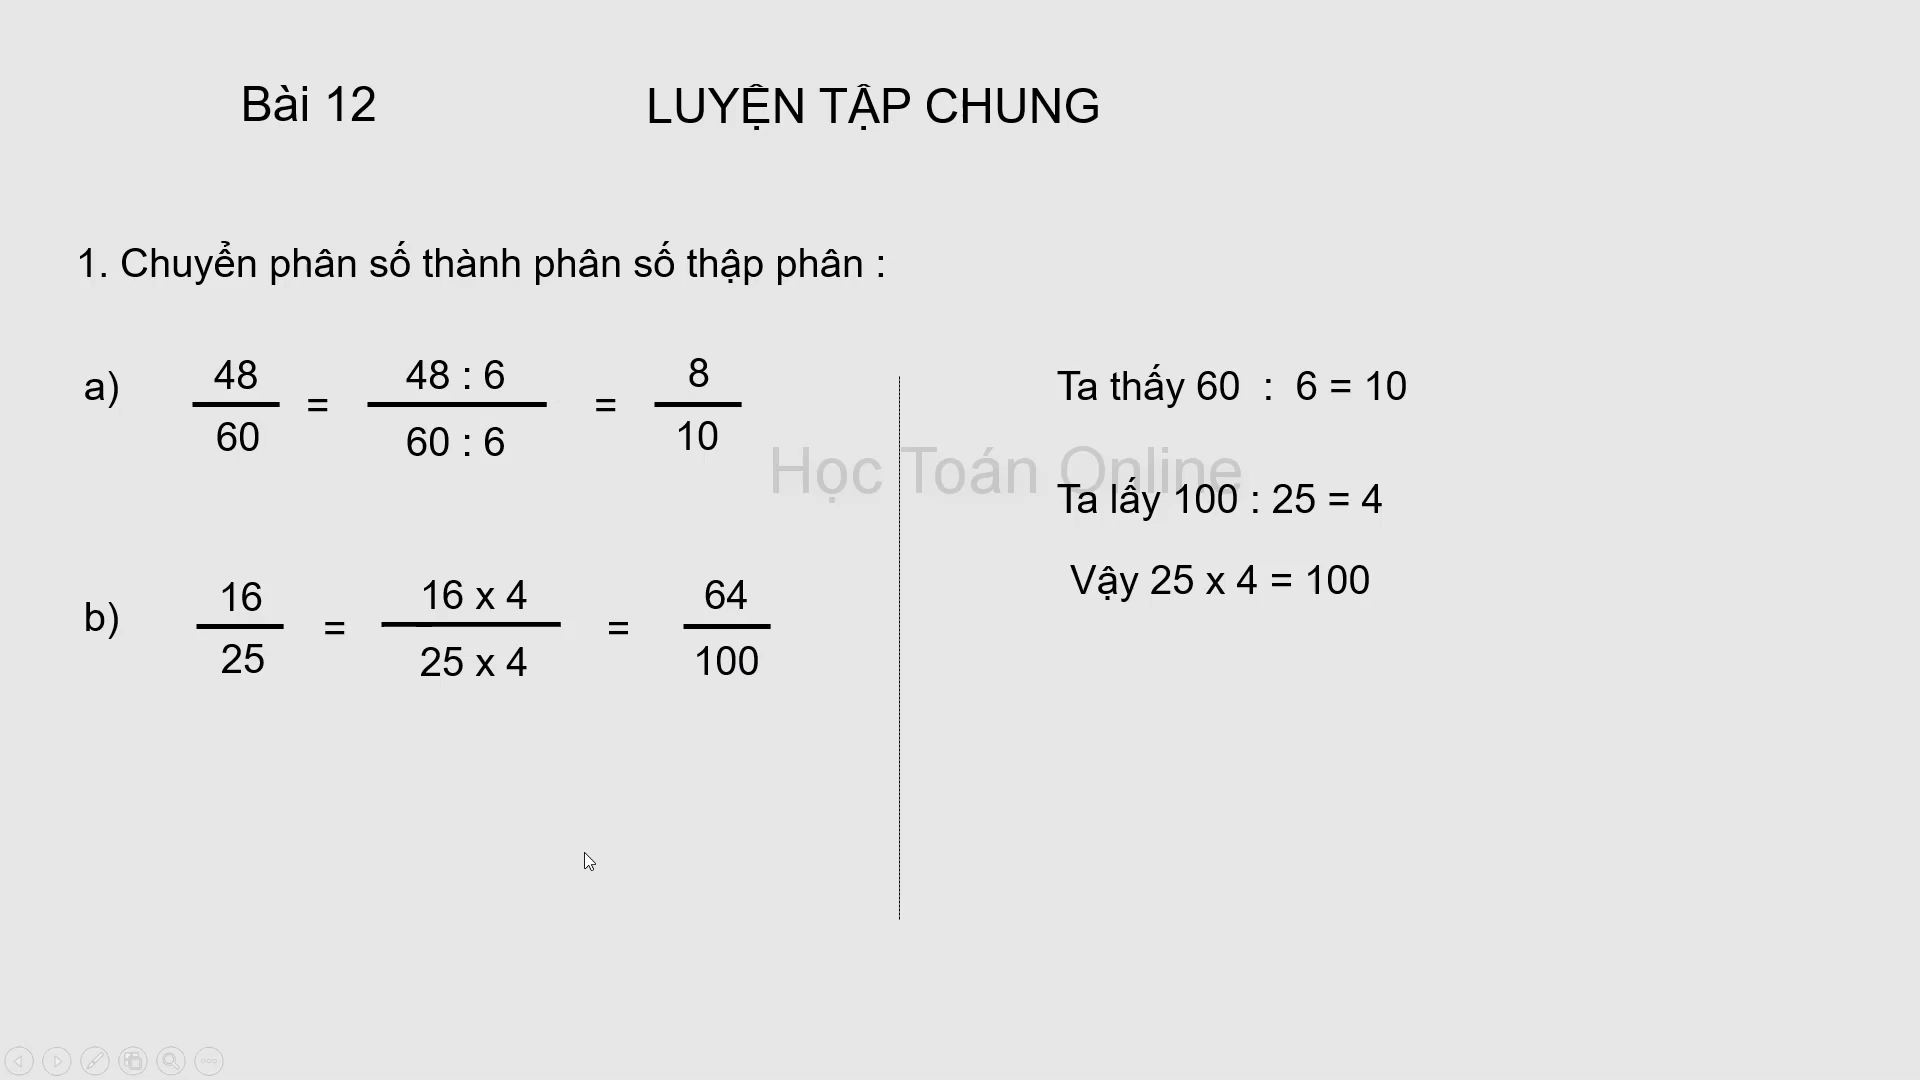 Bài 12 LUYỆN TẬP CHUNG
1. Chuyển phân số thành phân số thập phân :
a) 48/60 = 48 : 6/60 : 6 = 8/10
Ta thấy 60 : 6 = 10
Học Toán Online
Ta lấy 100 : 25 = 4
Vậy 25 x 4 = 100
b) 16/25 = 16 x 4/25 x 4 = 64/100